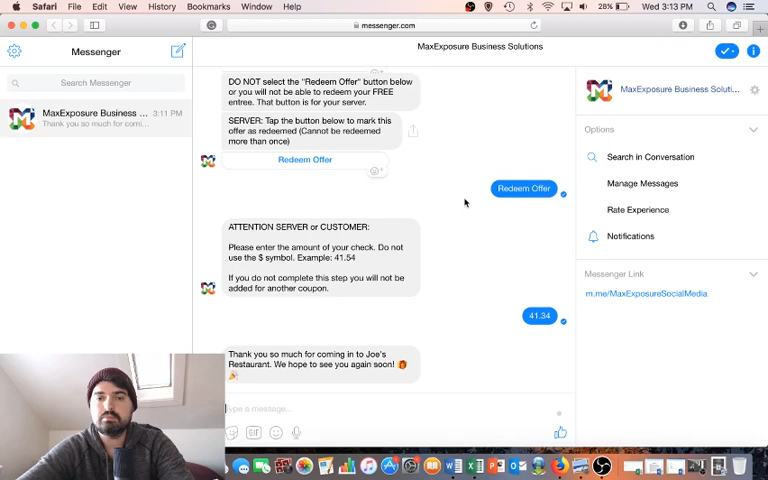 Safari File Edit View History Bookmarks Window Help
28% Wed 3:13 PM
messenger.com
Messenger
MaxExposure Business Solutions
Search Messenger
MaxExposure Business ... 3:11 PM
Thank you so much for comi...
DO NOT select the "Redeem Offer" button below
or you will not be able to redeem your FREE
entree. That button is for your server.
SERVER: Tap the button below to mark this
offer as redeemed (Cannot be redeemed
more than once)
Redeem Offer
Redeem Offer
ATTENTION SERVER or CUSTOMER:
Please enter the amount of your check. Do not
use the $ symbol. Example: 41.54
If you do not complete this step you will not be
added for another coupon.
41.34
Thank you so much for coming in to Joe's
Restaurant. We hope to see you again soon! 🎁
🎉
Type a message...
GIF
MaxExposure Business Soluti...
Options
Search in Conversation
Manage Messages
Rate Experience
Notifications
Messenger Link
m.me/MaxExposureSocialMedia